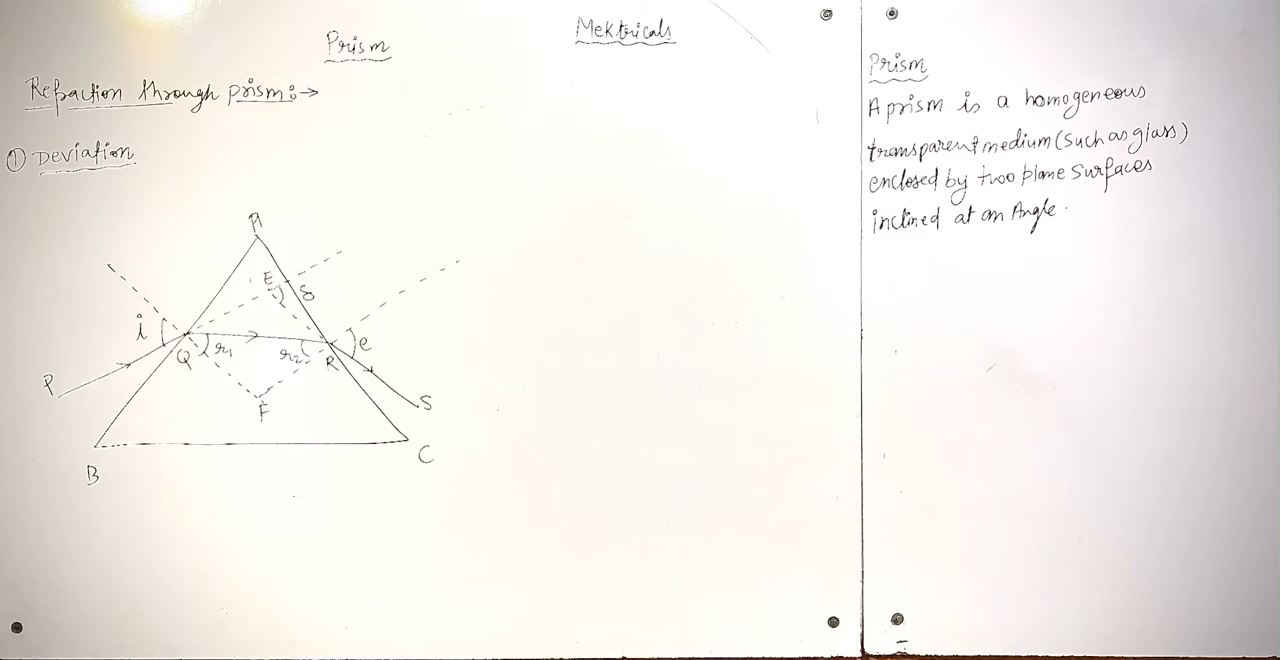 Mektricals
Prism
Refraction through prism:→
① Deviation
A
E
δ
i
Q
r1
r2
R
e
P
F
S
B
C
Prism
A prism is a homogeneous
transparent medium (Such as glass)
enclosed by two plane Surfaces
inclined at an Angle.